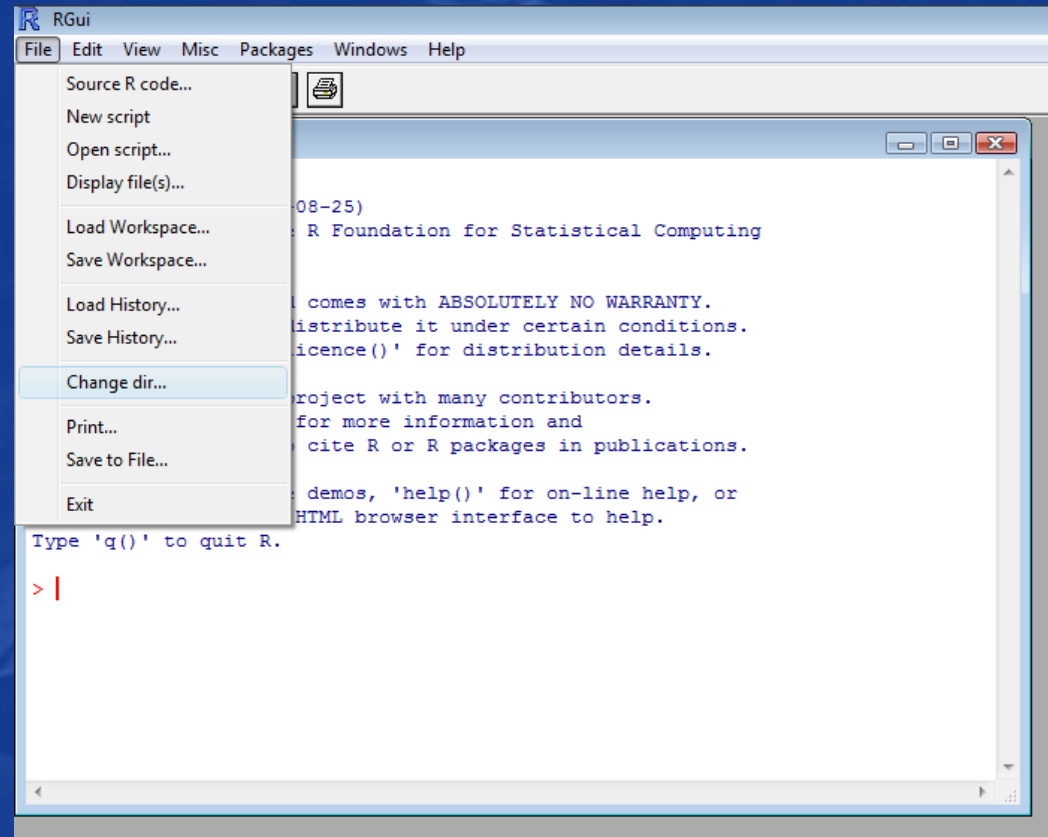 RGui
File Edit View Misc Packages Windows Help
Source R code...
New script
Open script...
Display file(s)...
Load Workspace...
Save Workspace...
Load History...
Save History...
Change dir...
Print...
Save to File...
Exit
08-25)
R Foundation for Statistical Computing
comes with ABSOLUTELY NO WARRANTY.
distribute it under certain conditions.
icence()' for distribution details.
project with many contributors.
for more information and
cite R or R packages in publications.
demos, 'help()' for on-line help, or
HTML browser interface to help.
Type 'q()' to quit R.
>